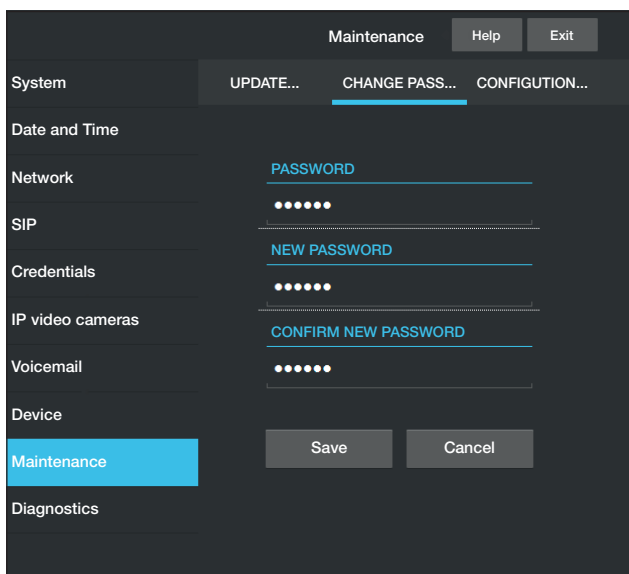 Maintenance Help Exit
System
Date and Time
Network
SIP
Credentials
IP video cameras
Voicemail
Device
Maintenance
Diagnostics
UPDATE... CHANGE PASS... CONFIGUTION...
PASSWORD
••••••
NEW PASSWORD
••••••
CONFIRM NEW PASSWORD
••••••
Save Cancel